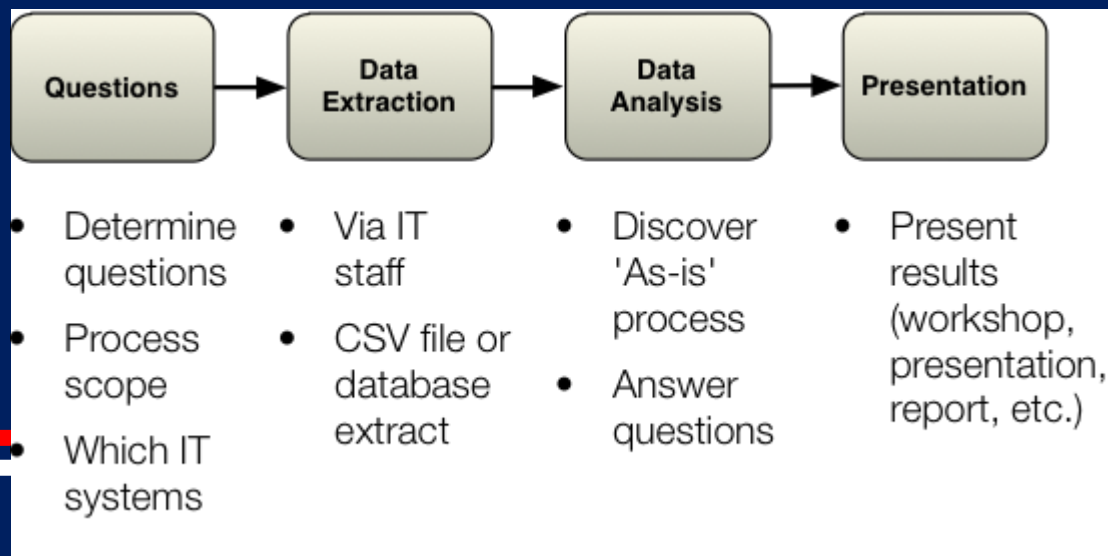 Questions
Data
Extraction
Data
Analysis
Presentation
• Determine
questions
• Process
scope
• Which IT
systems
• Via IT
staff
• CSV file or
database
extract
• Discover
'As-is'
process
• Answer
questions
• Present
results
(workshop,
presentation,
report, etc.)